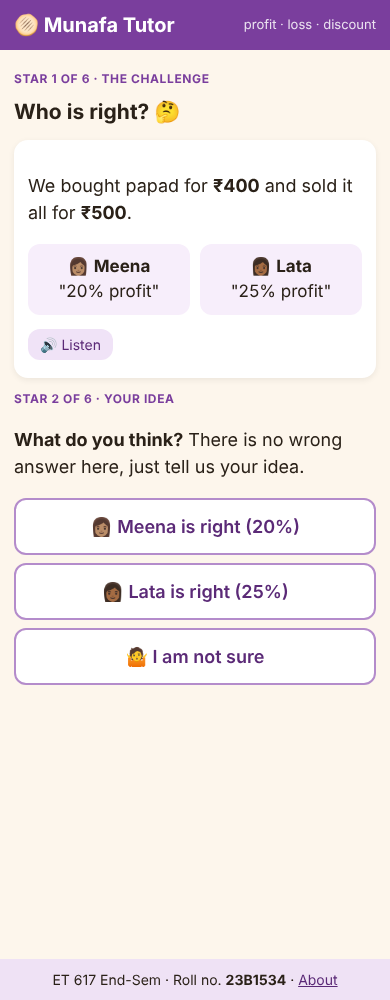 Munafa Tutor
profit · loss · discount
STAR 1 OF 6 · THE CHALLENGE
Who is right? 🤔
We bought papad for ₹400 and sold it
all for ₹500.
👩🏽 Meena
"20% profit"
👩🏾 Lata
"25% profit"
🔊 Listen
STAR 2 OF 6 · YOUR IDEA
What do you think? There is no wrong
answer here, just tell us your idea.
👩🏽 Meena is right (20%)
👩🏾 Lata is right (25%)
🤷 I am not sure
ET 617 End-Sem · Roll no. 23B1534 · About